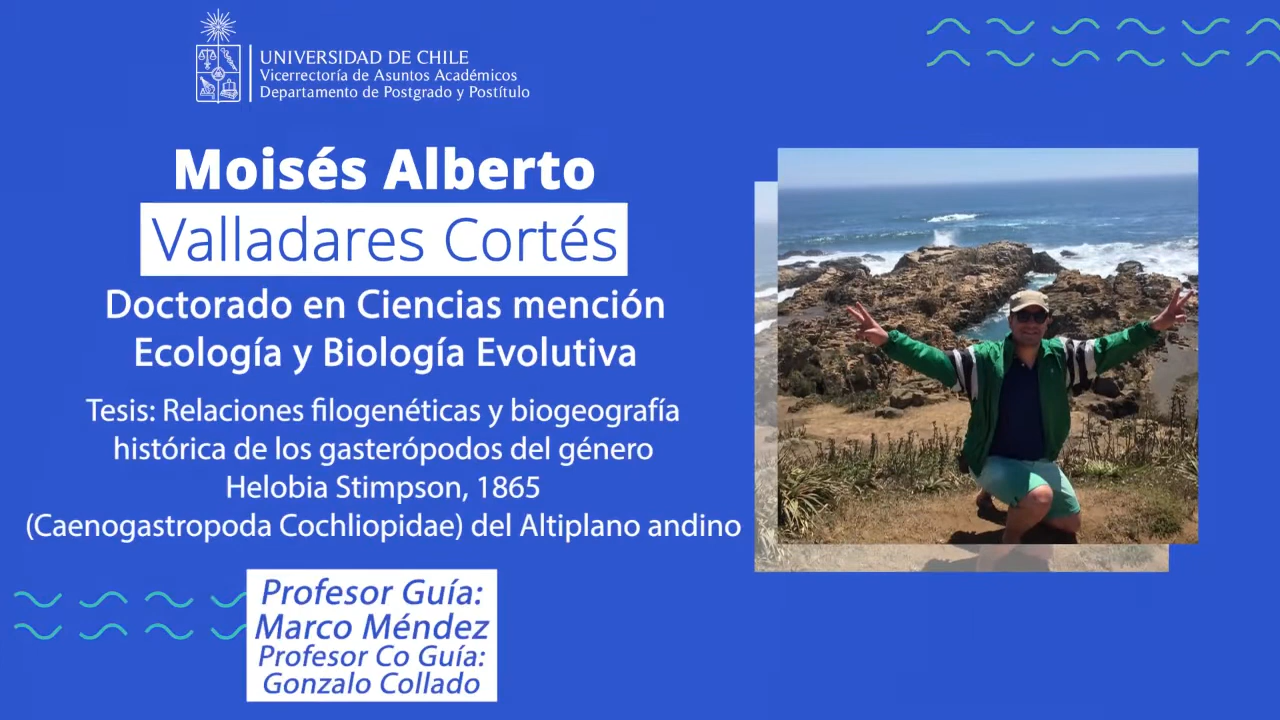 UNIVERSIDAD DE CHILE
Vicerrectoría de Asuntos Académicos
Departamento de Postgrado y Postítulo
Moisés Alberto
Valladares Cortés
Doctorado en Ciencias mención
Ecología y Biología Evolutiva
Tesis: Relaciones filogenéticas y biogeografía
histórica de los gasterópodos del género
Helobia Stimpson, 1865
(Caenogastropoda Cochliopidae) del Altiplano andino
Profesor Guía:
Marco Méndez
Profesor Co Guía:
Gonzalo Collado